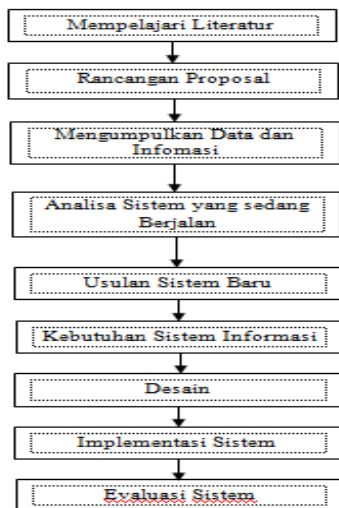 Mempelajari Literatur
Rancangan Proposal
Mengumpulkan Data dan
Infomasi
Analisa Sistem yang sedang
Berjalan
Usulan Sistem Baru
Kebutuhan Sistem Informasi
Desain
Implementasi Sistem
Evaluasi Sistem